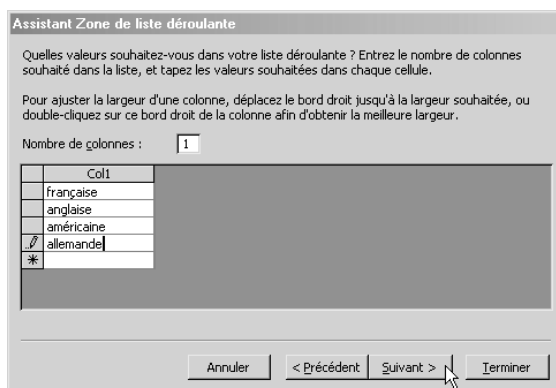 Assistant Zone de liste déroulante
Quelles valeurs souhaitez-vous dans votre liste déroulante ? Entrez le nombre de colonnes
souhaité dans la liste, et tapez les valeurs souhaitées dans chaque cellule.
Pour ajuster la largeur d'une colonne, déplacez le bord droit jusqu'à la largeur souhaitée, ou
double-cliquez sur ce bord droit de la colonne afin d'obtenir la meilleure largeur.
Nombre de colonnes : 1
Col1
française
anglaise
américaine
allemande
Annuler < Précédent Suivant > Terminer